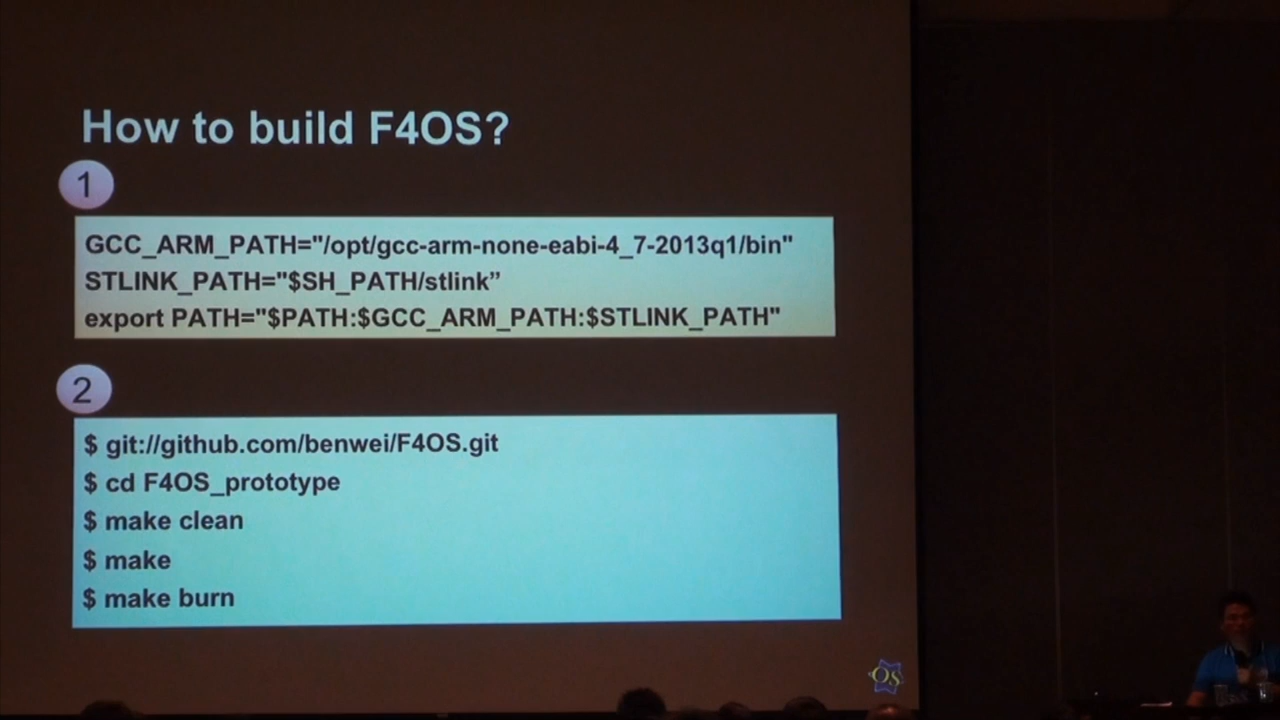 How to build F4OS?
1
GCC_ARM_PATH="/opt/gcc-arm-none-eabi-4_7-2013q1/bin"
STLINK_PATH="$SH_PATH/stlink”
export PATH="$PATH:$GCC_ARM_PATH:$STLINK_PATH"
2
$ git://github.com/benwei/F4OS.git
$ cd F4OS_prototype
$ make clean
$ make
$ make burn
OS